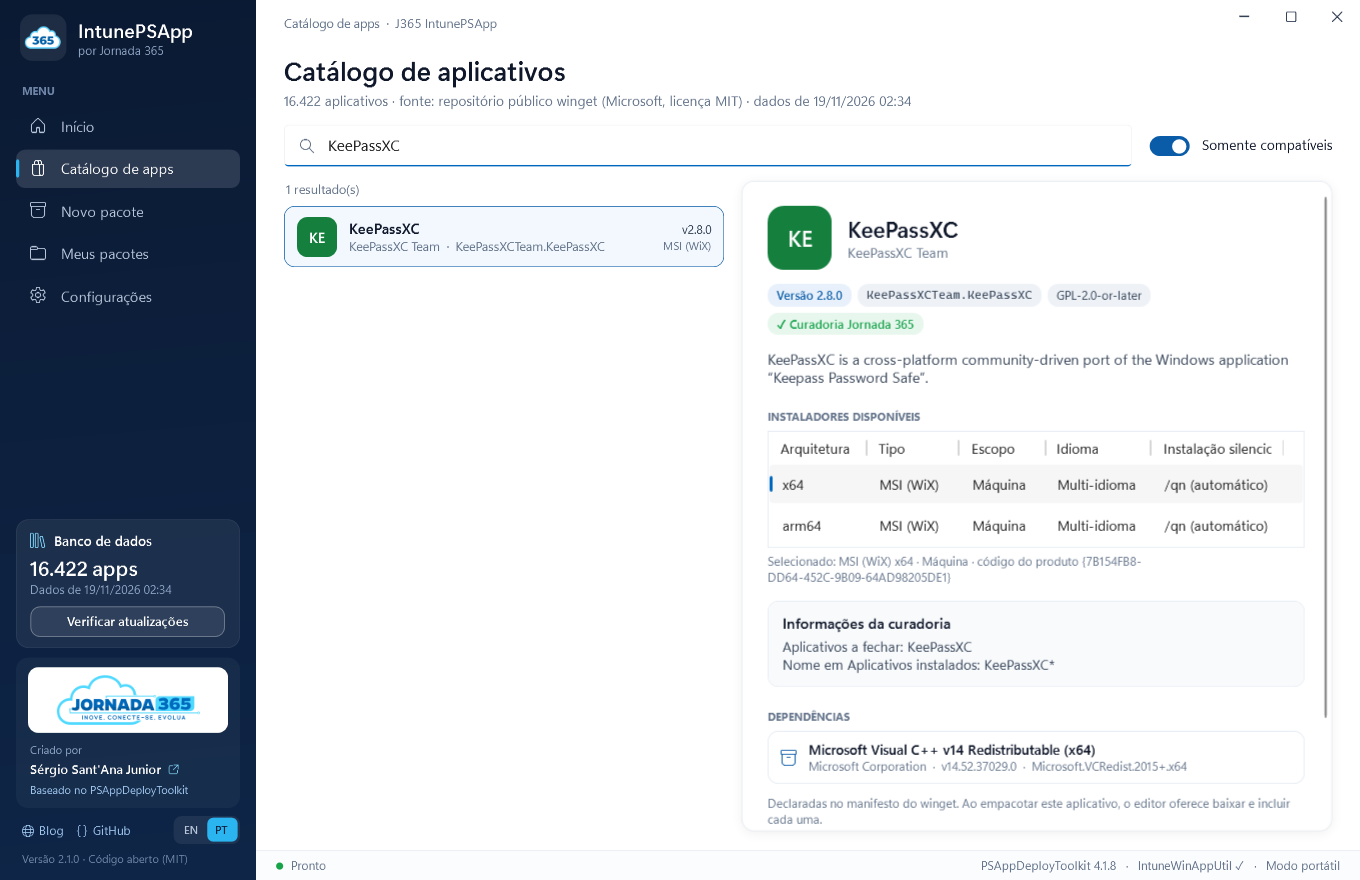 365
IntunePSApp
por Jornada 365
MENU
Início
Catálogo de apps
Novo pacote
Meus pacotes
Configurações
Banco de dados
16.422 apps
Dados de 19/11/2026 02:34
Verificar atualizações
JORNADA 365
INOVE. CONECTE-SE. EVOLUA
Criado por
Sérgio Sant'Ana Junior
Baseado no PSAppDeployToolkit
Blog {} GitHub EN PT
Versão 2.1.0 · Código aberto (MIT)
Catálogo de apps · J365 IntunePSApp
Catálogo de aplicativos
16.422 aplicativos · fonte: repositório público winget (Microsoft, licença MIT) · dados de 19/11/2026 02:34
KeePassXC
Somente compatíveis
1 resultado(s)
KE
KeePassXC v2.8.0
KeePassXC Team · KeePassXCTeam.KeePassXC MSI (WiX)
KE
KeePassXC
KeePassXC Team
Versão 2.8.0 KeePassXCTeam.KeePassXC GPL-2.0-or-later
✓ Curadoria Jornada 365
KeePassXC is a cross-platform community-driven port of the Windows application
“Keepass Password Safe”.
INSTALADORES DISPONÍVEIS
Arquitetura Tipo Escopo Idioma Instalação silencic
x64 MSI (WiX) Máquina Multi-idioma /qn (automático)
arm64 MSI (WiX) Máquina Multi-idioma /qn (automático)
Selecionado: MSI (WiX) x64 · Máquina · código do produto {7B154FB8-
DD64-452C-9B09-64AD98205DE1}
Informações da curadoria
Aplicativos a fechar: KeePassXC
Nome em Aplicativos instalados: KeePassXC*
DEPENDÊNCIAS
Microsoft Visual C++ v14 Redistributable (x64)
Microsoft Corporation · v14.52.37029.0 · Microsoft.VCRedist.2015+.x64
Declaradas no manifesto do winget. Ao empacotar este aplicativo, o editor oferece baixar e incluir
cada uma.
Pronto
PSAppDeployToolkit 4.1.8 · IntuneWinAppUtil ✓ · Modo portátil